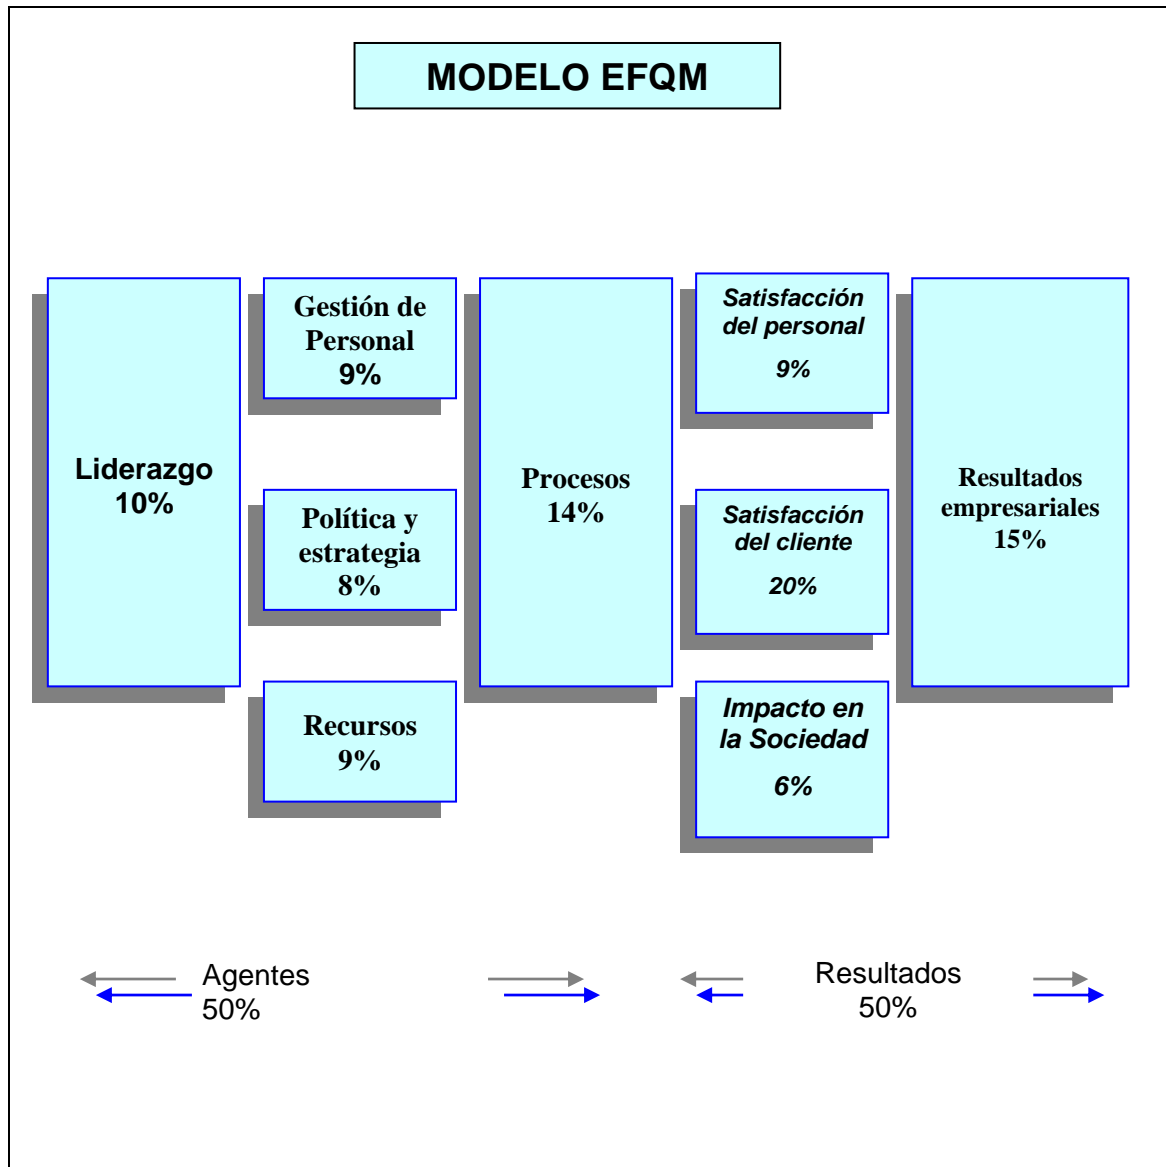 MODELO EFQM
Liderazgo
10%
Gestión de
Personal
9%
Política y
estrategia
8%
Recursos
9%
Procesos
14%
Satisfacción
del personal
9%
Satisfacción
del cliente
20%
Impacto en
la Sociedad
6%
Resultados
empresariales
15%
Agentes
50%
Resultados
50%